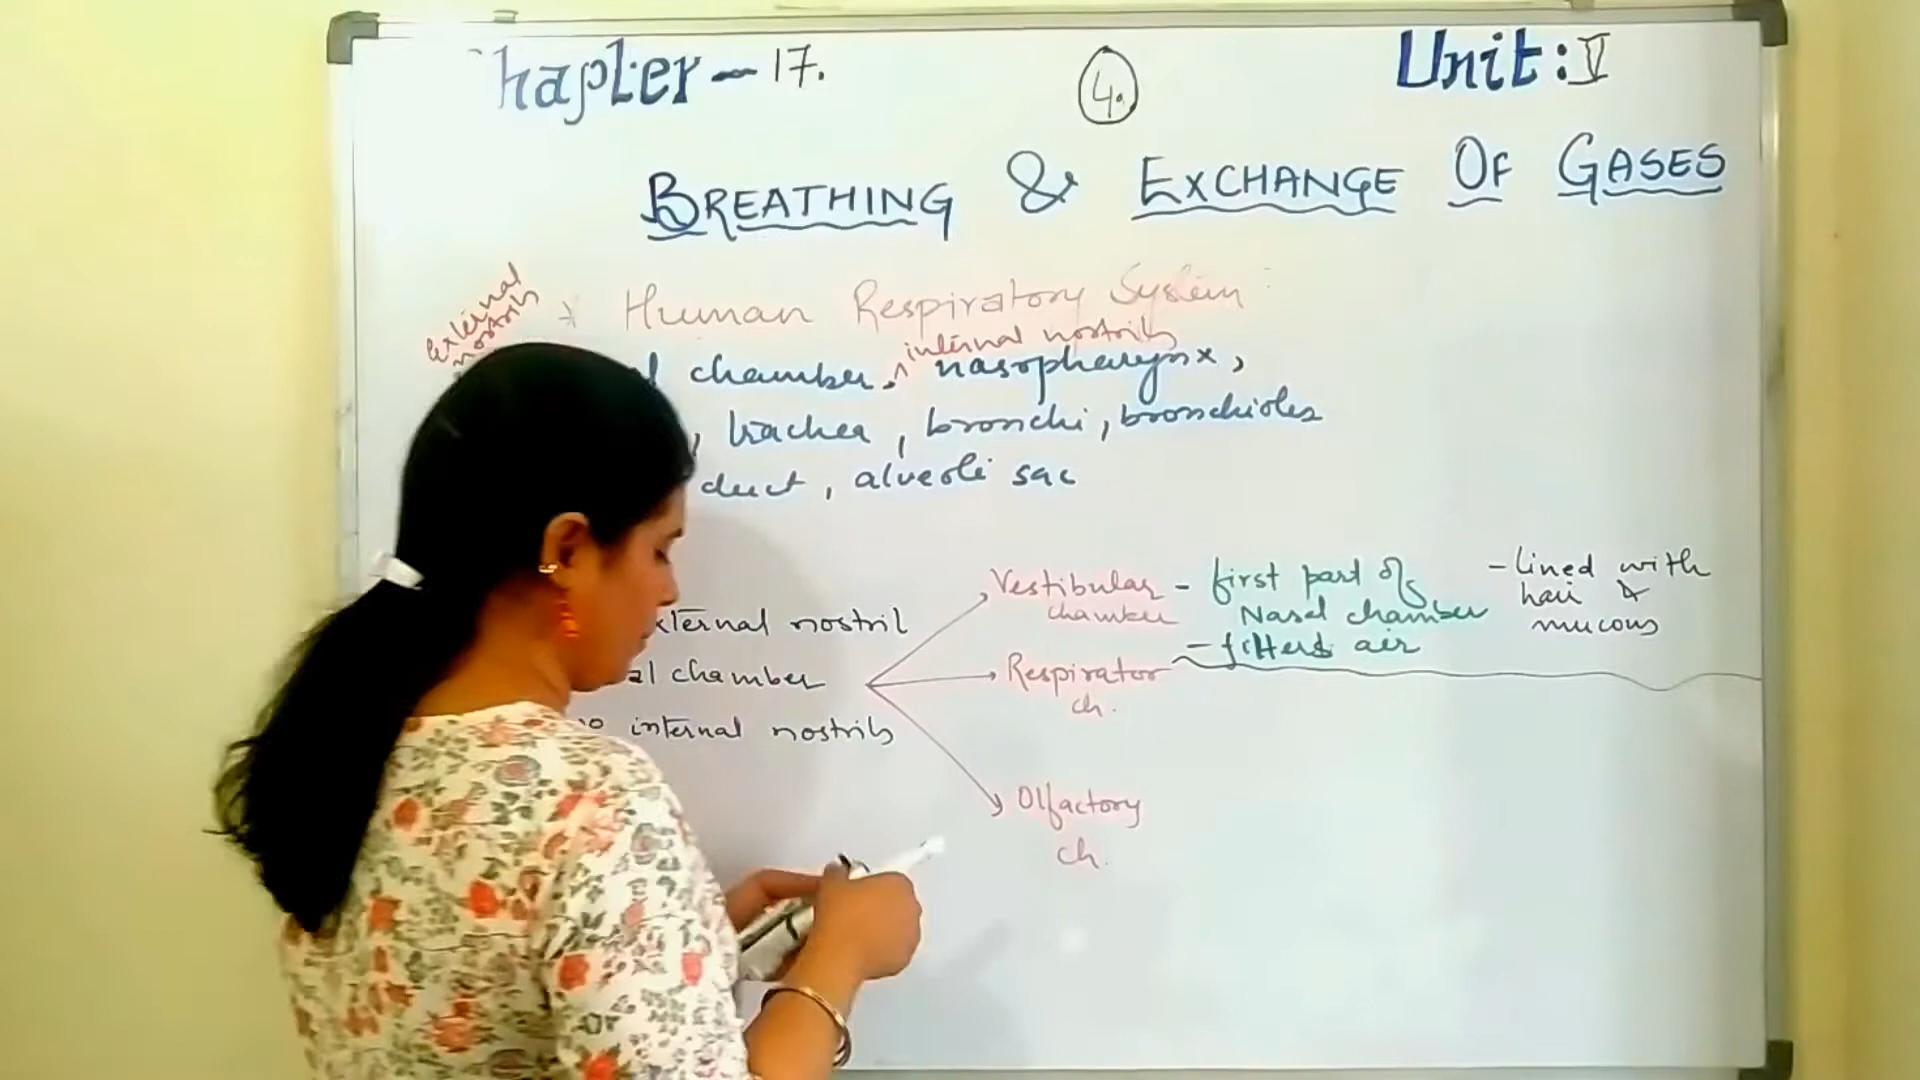 Chapter - 17.
4.
Unit: V
BREATHING & EXCHANGE OF GASES
External nostrils
* Human Respiratory System:
internal nostrils
chamber, ^ nasopharynx,
, trachea, bronchi, bronchioles
duct, alveoli sac
external nostril
al chamber
internal nostrils
Vestibular chamber
- first part of Nasal chamber
- filters air
- lined with hair & mucous
Respirator ch.
Olfactory ch.